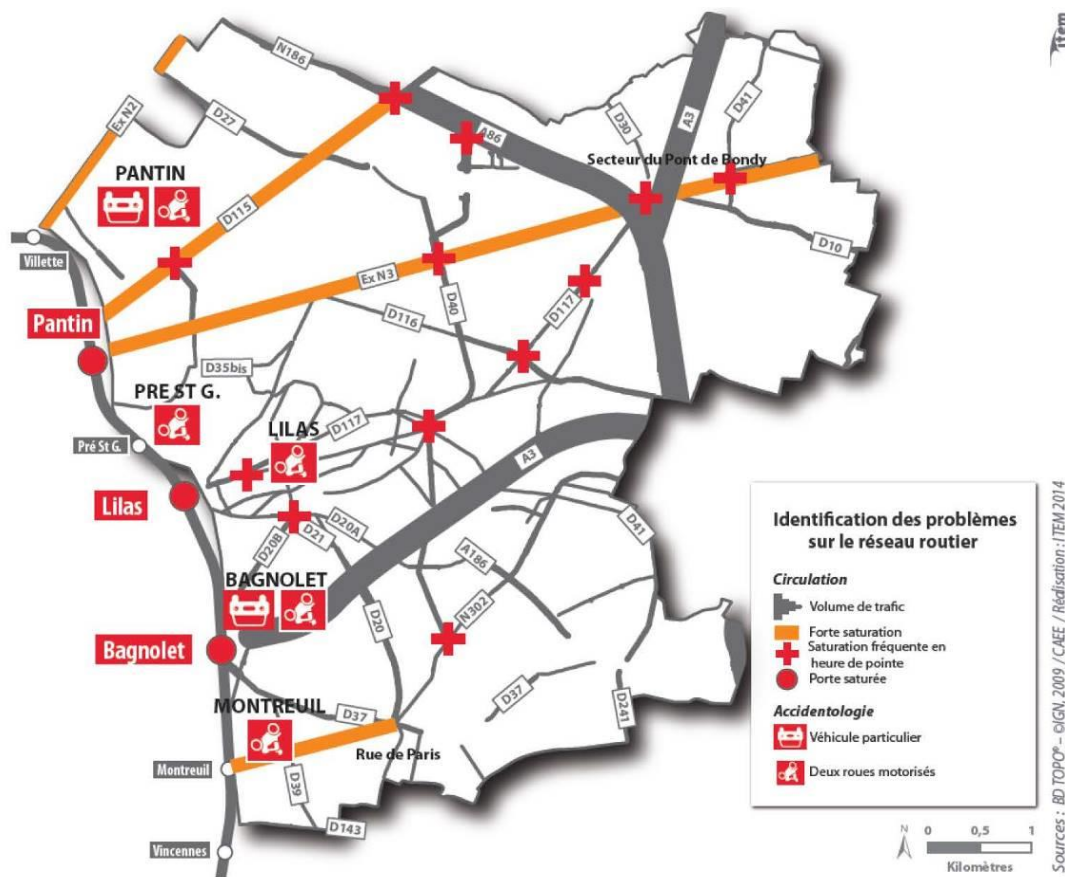 item
N186
Ex N2
D27
A86
D30
A3
D41
Secteur du Pont de Bondy
PANTIN
D115
D10
Villette
Ex N3
D40
D117
D116
Pantin
D35bis
PRE ST G.
LILAS
D117
Pré St G.
A3
Lilas
D41
D20A
D21
D20B
A186
BAGNOLET
N302
D20
Bagnolet
D37
D241
MONTREUIL
D37
Rue de Paris
Montreuil
D39
D143
Vincennes
Identification des problèmes
sur le réseau routier
Circulation
Volume de trafic
Forte saturation
Saturation fréquente en
heure de pointe
Porte saturée
Accidentologie
Véhicule particulier
Deux roues motorisés
N
0 0,5 1
Kilomètres
Sources : BD TOPO® - ©IGN, 2009 / CAEE / Réalisation : ITEM 2014